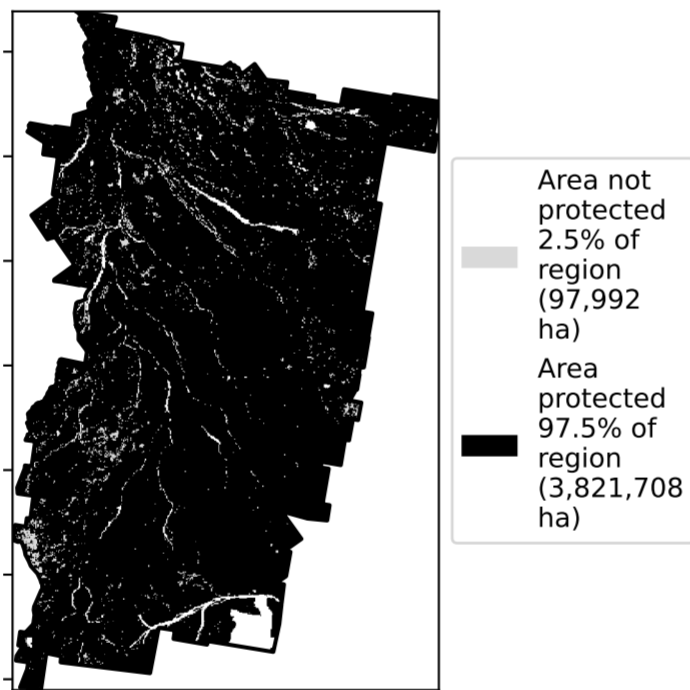 Area not
protected
2.5% of
region
(97,992
ha)
Area
protected
97.5% of
region
(3,821,708
ha)